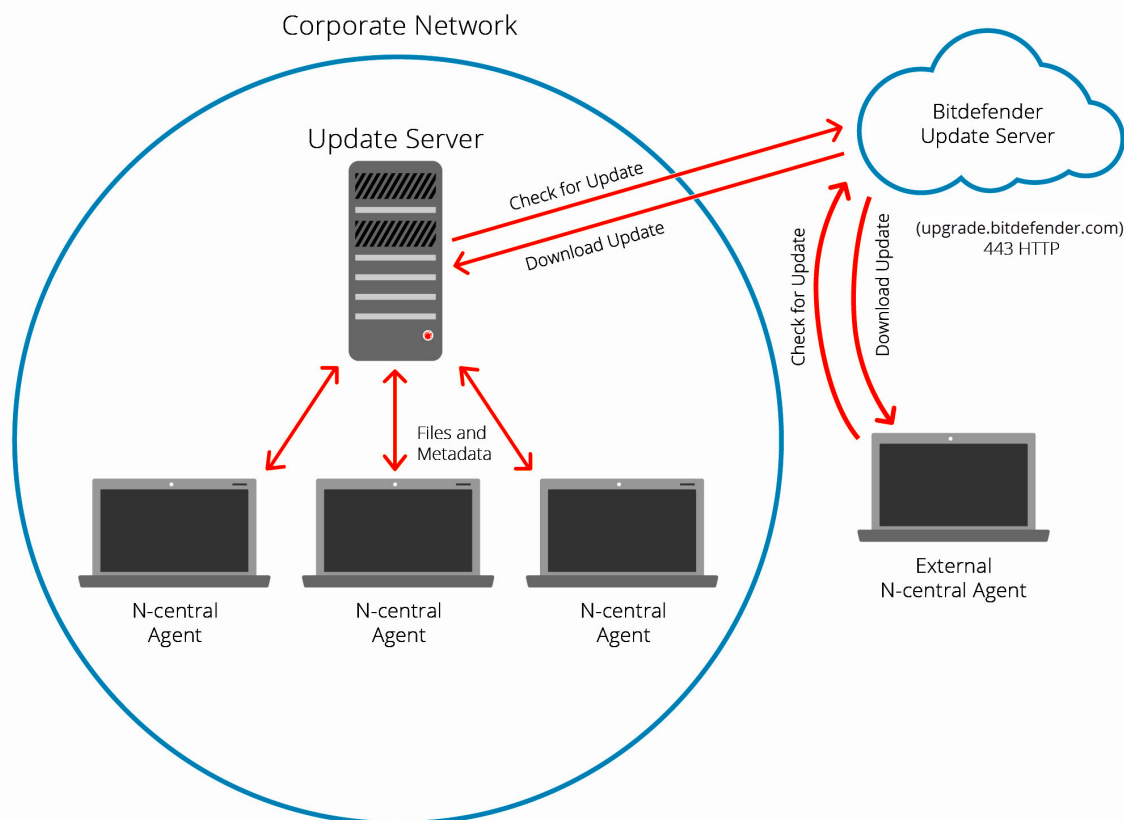 Corporate Network
Update Server
Bitdefender
Update Server
Check for Update
Download Update
(upgrade.bitdefender.com)
443 HTTP
Check for Update
Download Update
Files and
Metadata
N-central
Agent
N-central
Agent
N-central
Agent
External
N-central Agent